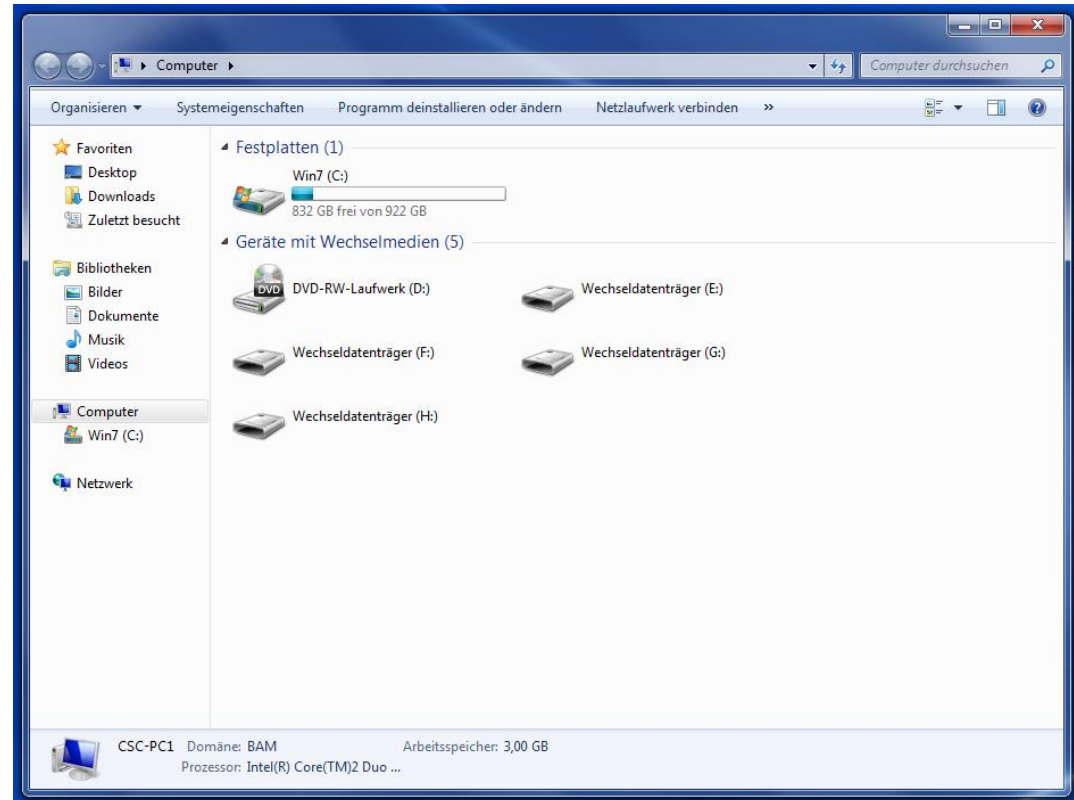 Computer
Computer durchsuchen
Organisieren Systemeigenschaften Programm deinstallieren oder ändern Netzlaufwerk verbinden »
Favoriten
Desktop
Downloads
Zuletzt besucht
Bibliotheken
Bilder
Dokumente
Musik
Videos
Computer
Win7 (C:)
Netzwerk
Festplatten (1)
Win7 (C:)
832 GB frei von 922 GB
Geräte mit Wechselmedien (5)
DVD
DVD-RW-Laufwerk (D:) Wechseldatenträger (E:)
Wechseldatenträger (F:) Wechseldatenträger (G:)
Wechseldatenträger (H:)
CSC-PC1 Domäne: BAM Arbeitsspeicher: 3,00 GB
Prozessor: Intel(R) Core(TM)2 Duo ...